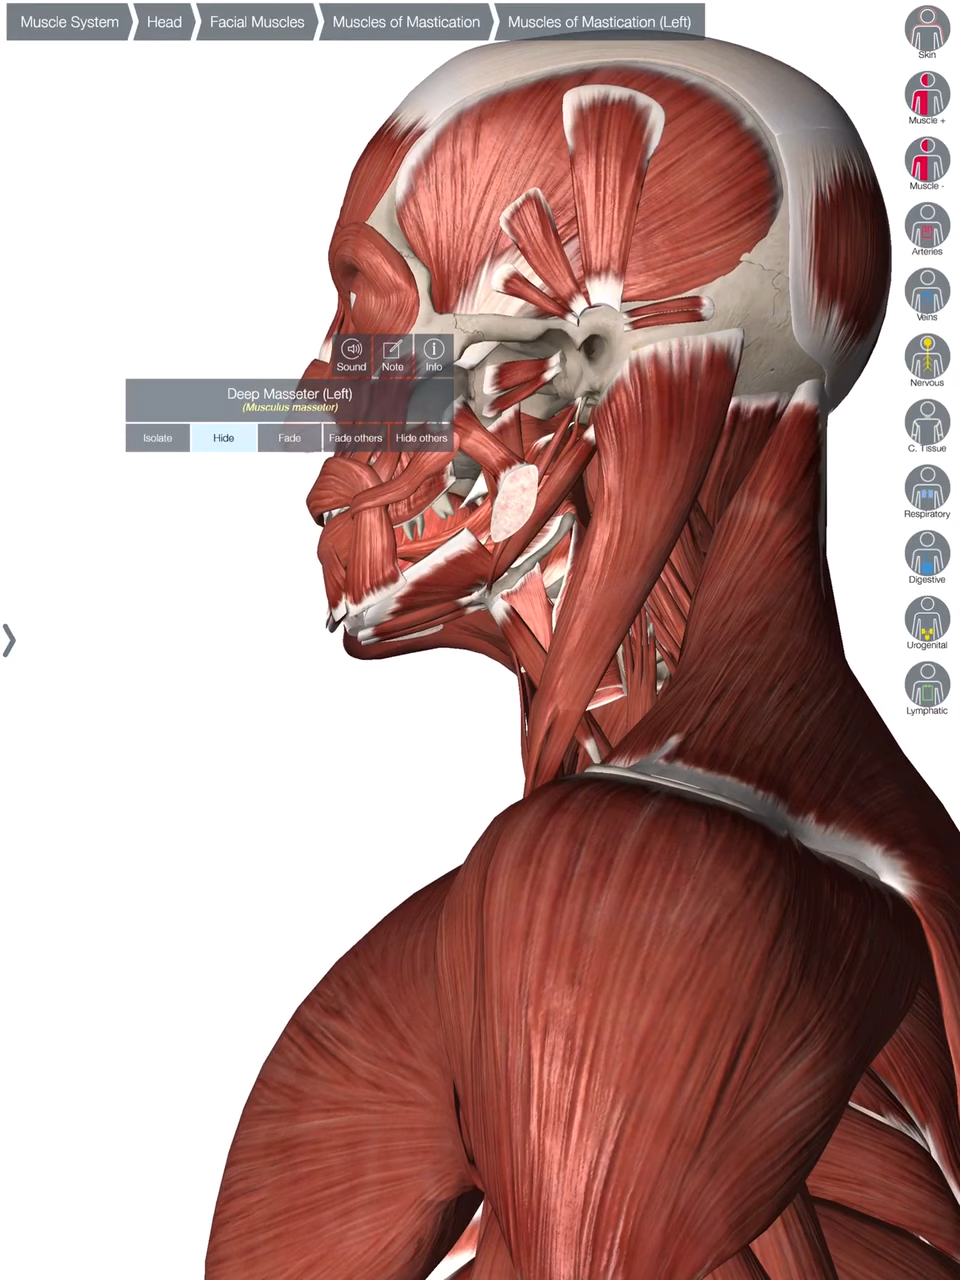 Muscle System
Head
Facial Muscles
Muscles of Mastication
Muscles of Mastication (Left)
Skin
Muscle +
Muscle -
Arteries
Veins
Nervous
C. Tissue
Respiratory
Digestive
Urogenital
Lymphatic
Sound
Note
Info
Deep Masseter (Left)
(Musculus masseter)
Isolate
Hide
Fade
Fade others
Hide others